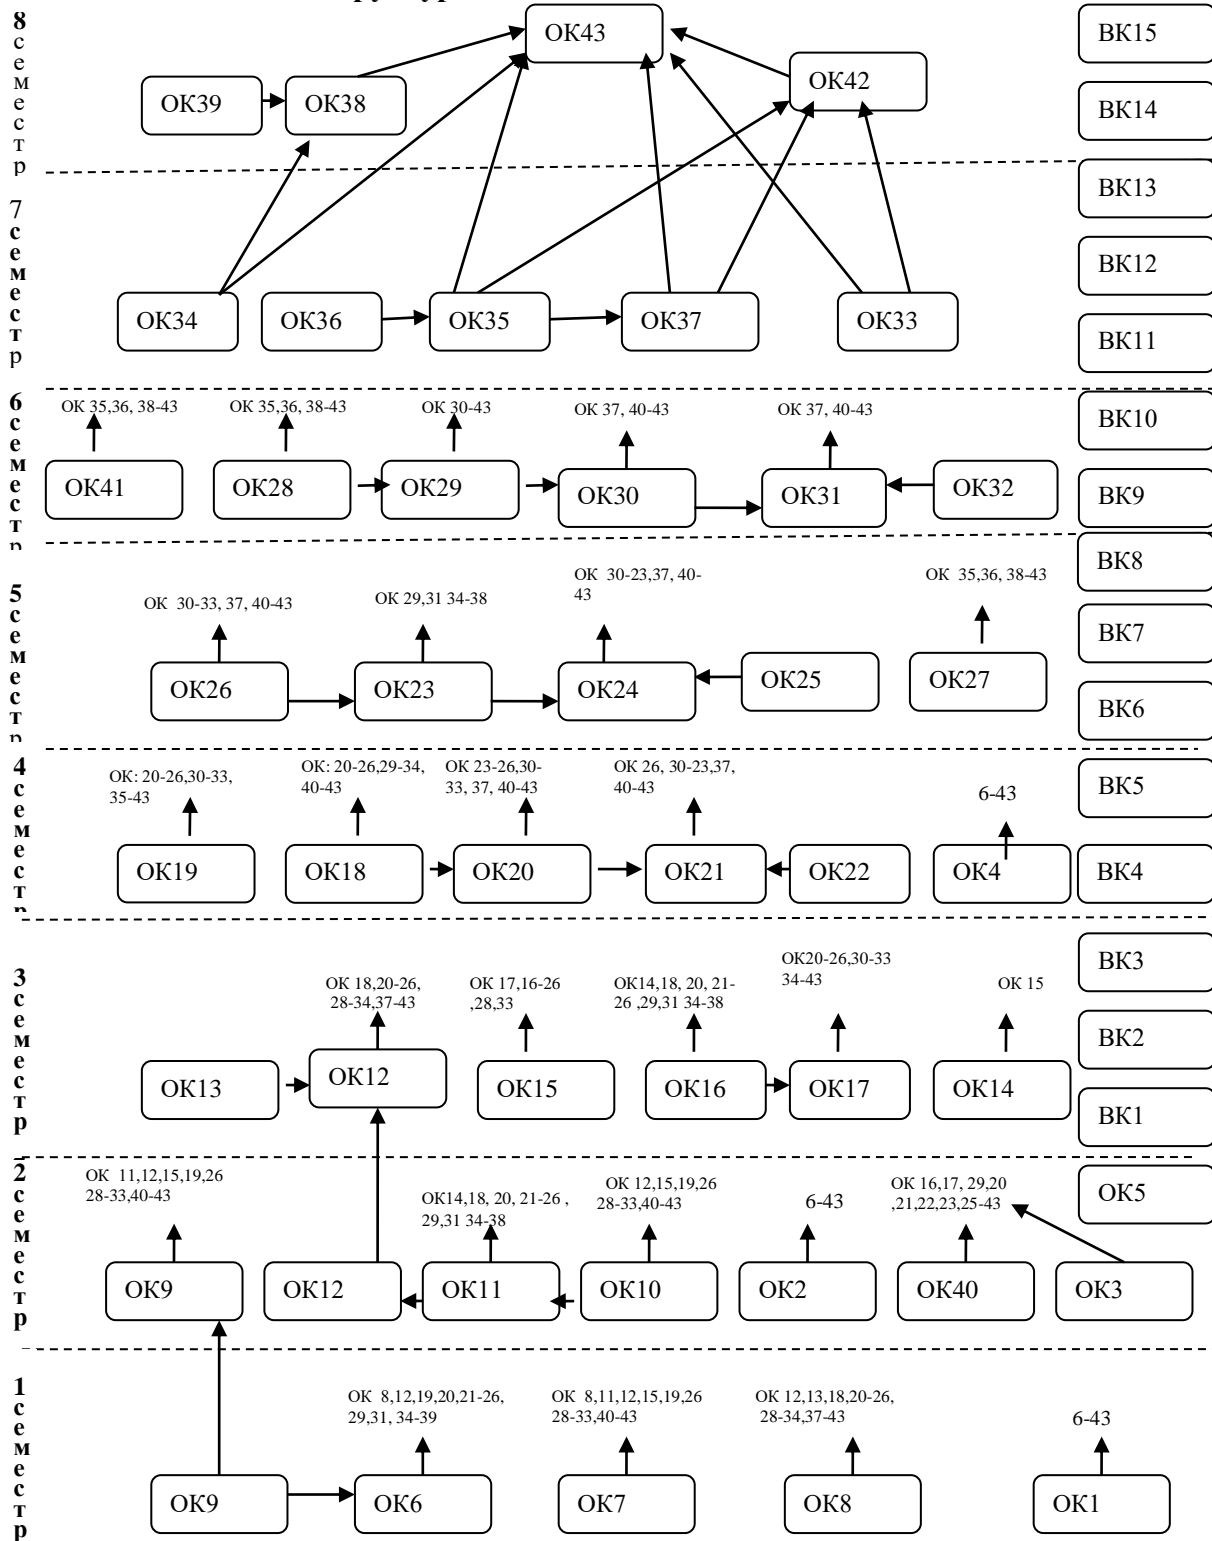 8 семестр
ОК43
ВК15
ОК39
ОК38
ОК42
ВК14
ВК13
7 семестр
ВК12
ОК34
ОК36
ОК35
ОК37
ОК33
ВК11
6 семестр
ОК 35,36, 38-43
ОК 35,36, 38-43
ОК 30-43
ОК 37, 40-43
ОК 37, 40-43
ВК10
ОК41
ОК28
ОК29
ОК30
ОК31
ОК32
ВК9
5 семестр
ОК 30-33, 37, 40-43
ОК 29,31 34-38
ОК 30-23,37, 40-
43
ОК 35,36, 38-43
ВК8
ВК7
ОК26
ОК23
ОК24
ОК25
ОК27
ВК6
4 семестр
ОК: 20-26,30-33,
35-43
ОК: 20-26,29-34,
40-43
ОК 23-26,30-
33, 37, 40-43
ОК 26, 30-23,37,
40-43
6-43
ВК5
ОК19
ОК18
ОК20
ОК21
ОК22
ОК4
ВК4
3 семестр
ОК 18,20-26,
28-34,37-43
ОК 17,16-26
,28,33
ОК14,18, 20, 21-
26 ,29,31 34-38
ОК20-26,30-33
34-43
ОК 15
ВК3
ВК2
ОК13
ОК12
ОК15
ОК16
ОК17
ОК14
ВК1
2 семестр
ОК 11,12,15,19,26
28-33,40-43
ОК14,18, 20, 21-26 ,
29,31 34-38
ОК 12,15,19,26
28-33,40-43
6-43
ОК 16,17, 29,20
,21,22,23,25-43
ОК5
ОК9
ОК12
ОК11
ОК10
ОК2
ОК40
ОК3
1 семестр
ОК 8,12,19,20,21-26,
29,31, 34-39
ОК 8,11,12,15,19,26
28-33,40-43
ОК 12,13,18,20-26,
28-34,37-43
6-43
ОК9
ОК6
ОК7
ОК8
ОК1